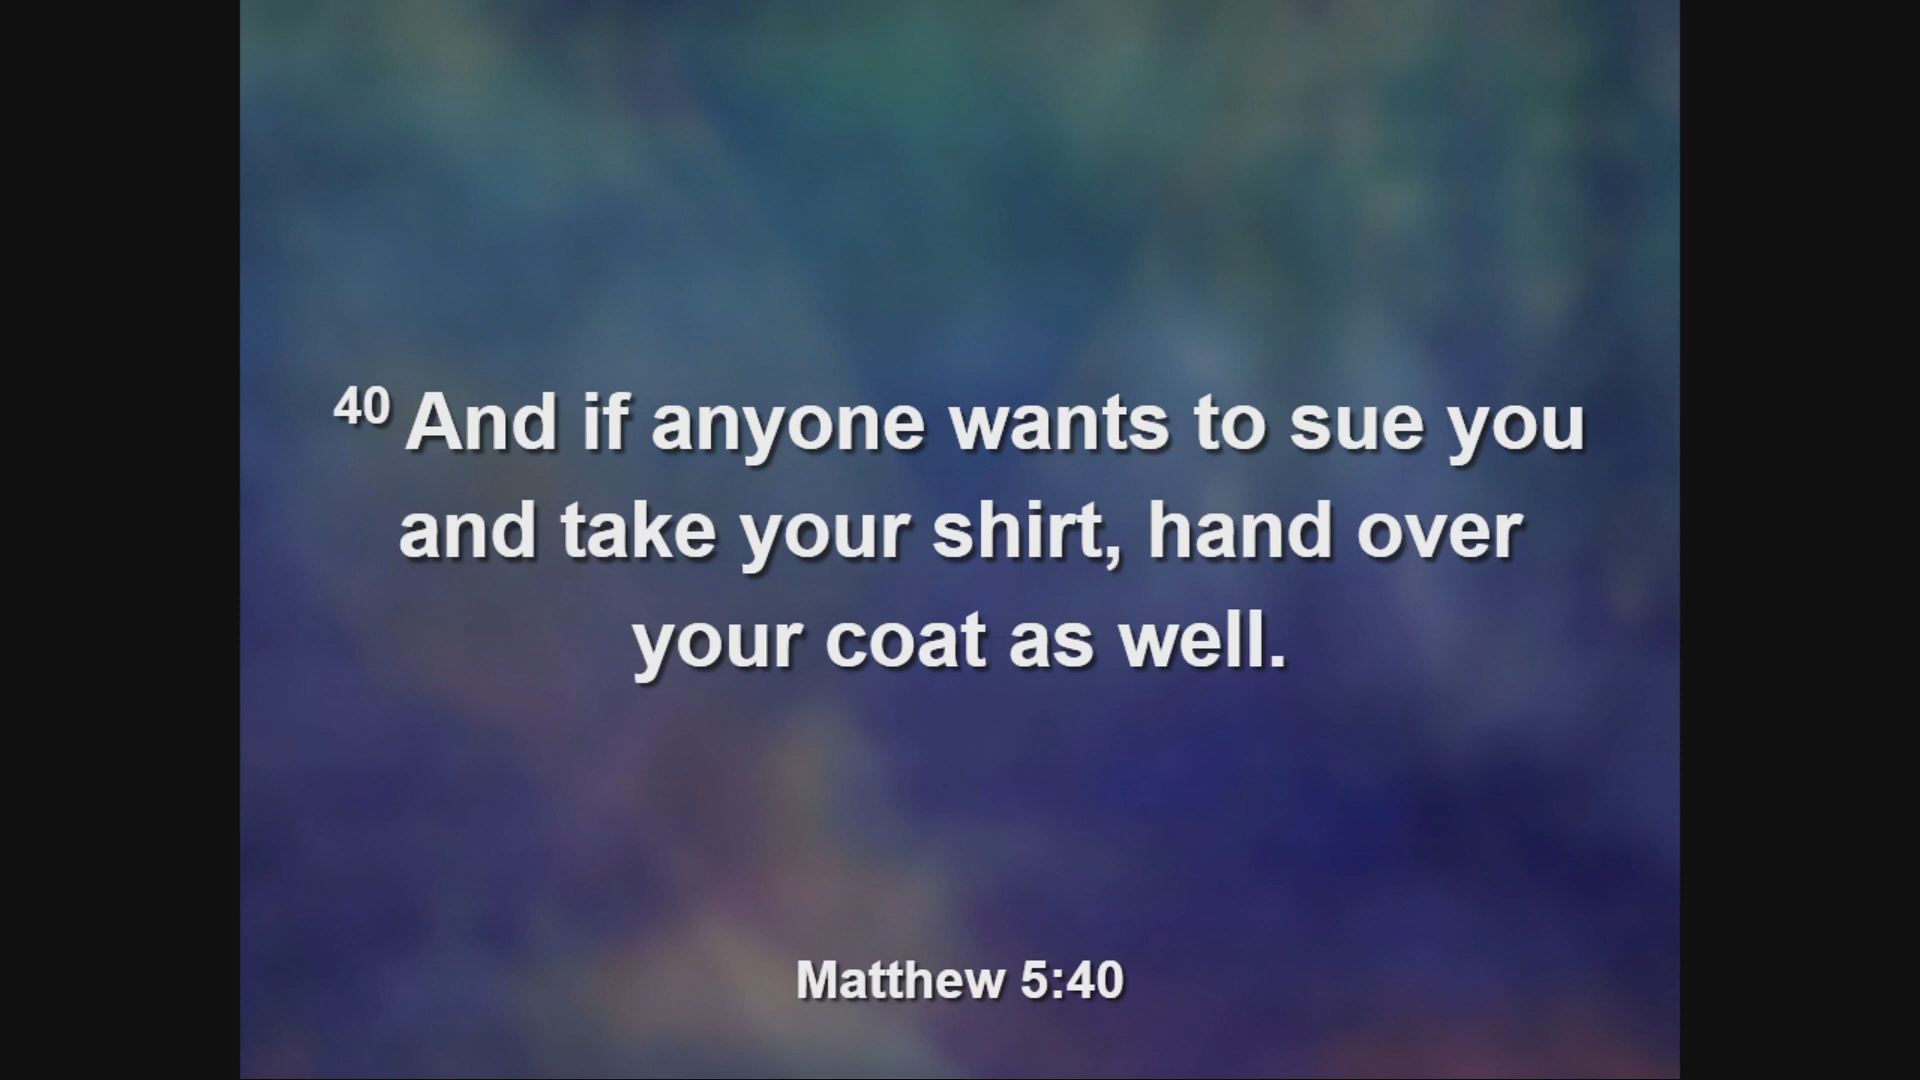 40 And if anyone wants to sue you
and take your shirt, hand over
your coat as well.
Matthew 5:40